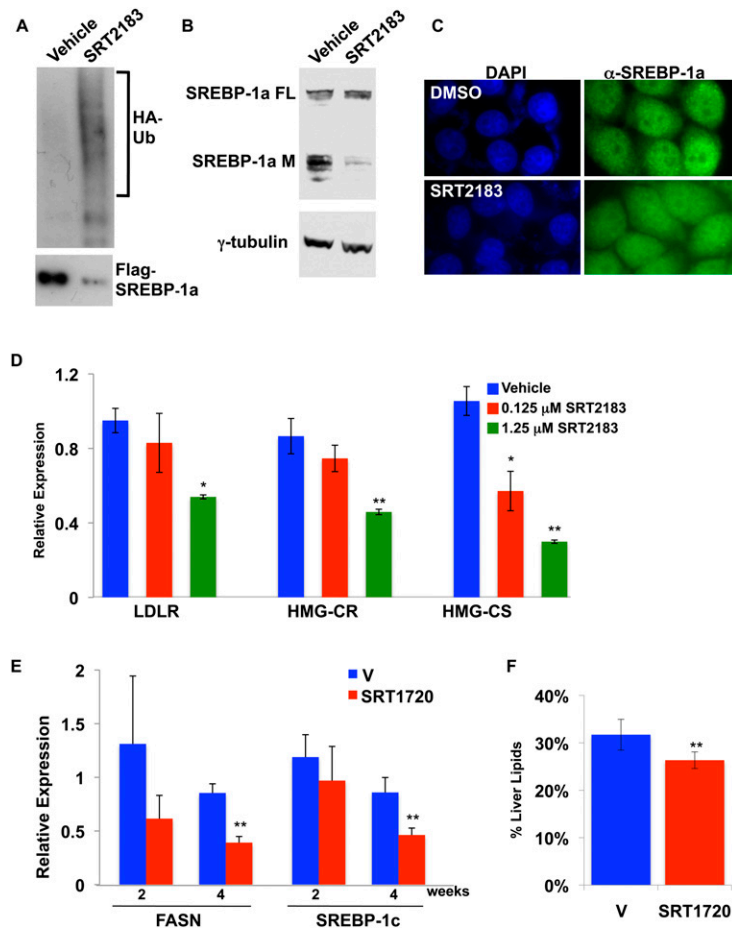 A
Vehicle
SRT2183
HA-
Ub
Flag-
SREBP-1a
B
Vehicle
SRT2183
SREBP-1a FL
SREBP-1a M
γ-tubulin
C
DAPI
α-SREBP-1a
DMSO
SRT2183
D
Relative Expression
1.2
0.8
0.4
0
Vehicle
0.125 μM SRT2183
1.25 μM SRT2183
*
**
*
**
LDLR
HMG-CR
HMG-CS
E
Relative Expression
2
1.5
1
0.5
0
V
SRT1720
**
**
2
4
2
4
weeks
FASN
SREBP-1c
F
% Liver Lipids
40%
30%
20%
10%
0%
**
V
SRT1720